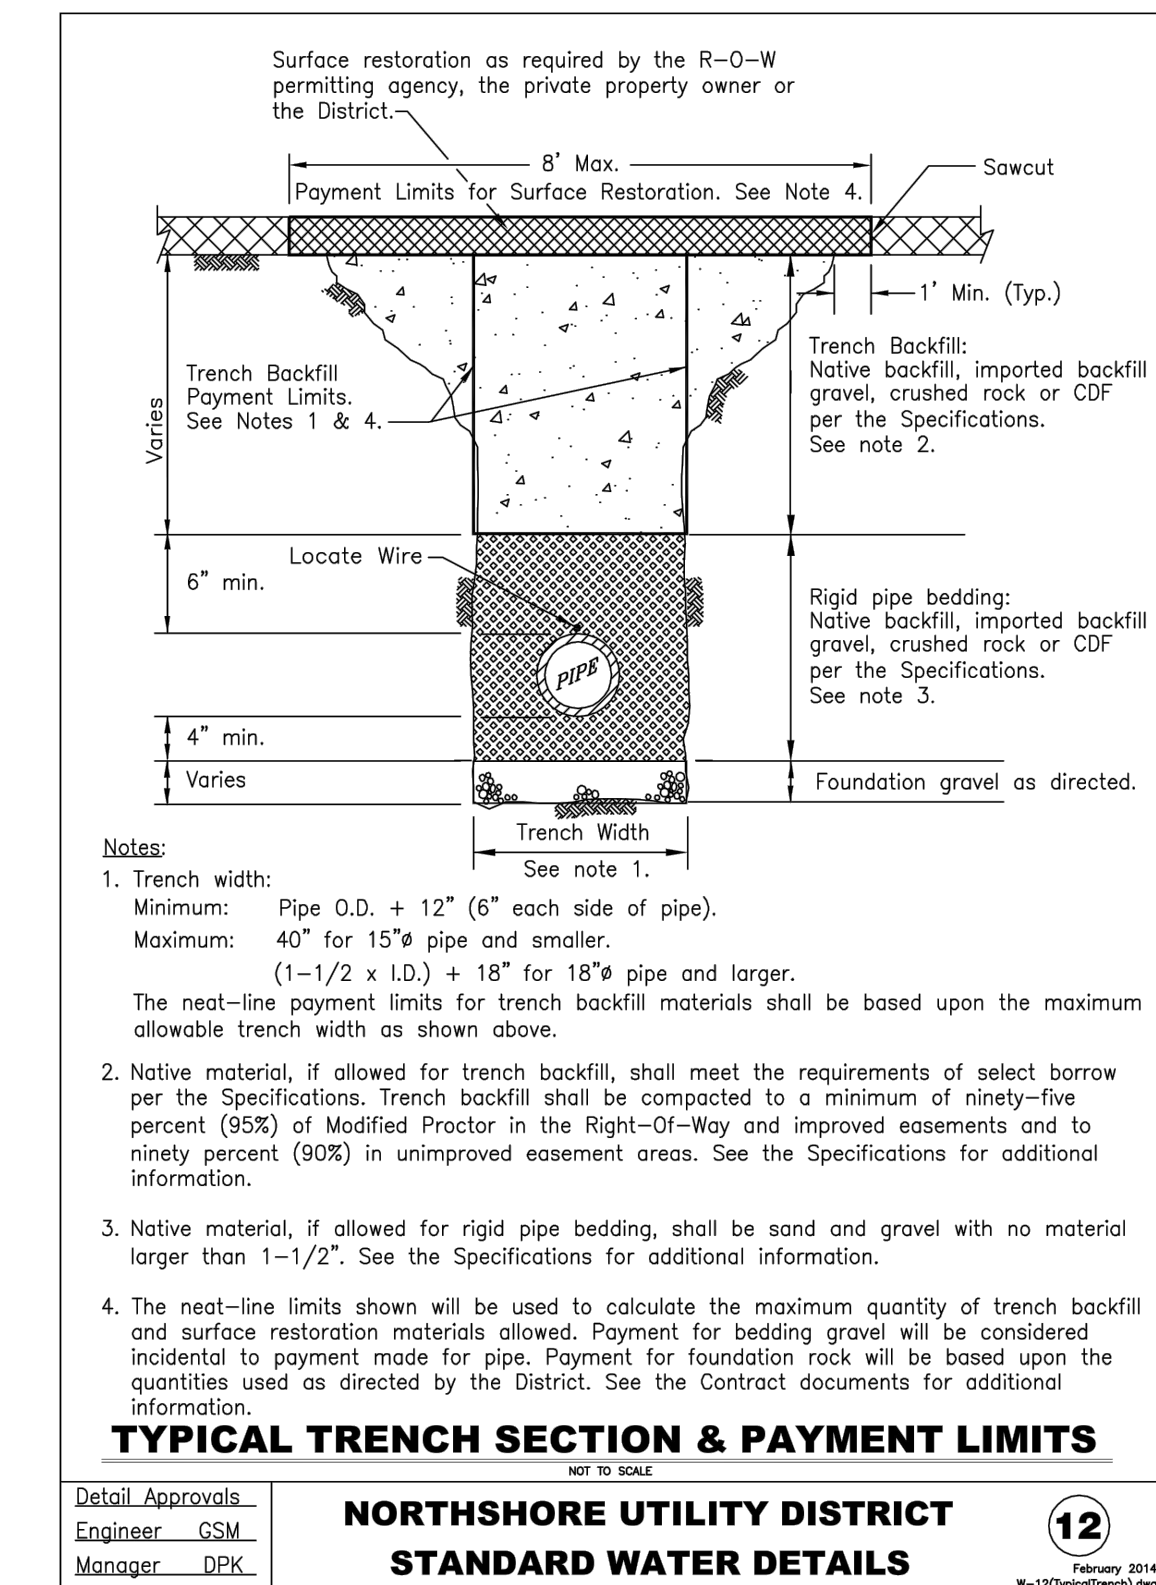 Surface restoration as required by the R-O-W
permitting agency, the private property owner or
the District.
8' Max.
Payment Limits for Surface Restoration. See Note 4.
Sawcut
1' Min. (Typ.)
Trench Backfill
Payment Limits.
See Notes 1 & 4.
Varies
Trench Backfill:
Native backfill, imported backfill
gravel, crushed rock or CDF
per the Specifications.
See note 2.
Locate Wire
6" min.
PIPE
Rigid pipe bedding:
Native backfill, imported backfill
gravel, crushed rock or CDF
per the Specifications.
See note 3.
4" min.
Varies
Foundation gravel as directed.
Trench Width
See note 1.
Notes:
1. Trench width:
Minimum: Pipe O.D. + 12" (6" each side of pipe).
Maximum: 40" for 15"ø pipe and smaller.
(1-1/2 x I.D.) + 18" for 18"ø pipe and larger.
The neat-line payment limits for trench backfill materials shall be based upon the maximum
allowable trench width as shown above.
2. Native material, if allowed for trench backfill, shall meet the requirements of select borrow
per the Specifications. Trench backfill shall be compacted to a minimum of ninety-five
percent (95%) of Modified Proctor in the Right-Of-Way and improved easements and to
ninety percent (90%) in unimproved easement areas. See the Specifications for additional
information.
3. Native material, if allowed for rigid pipe bedding, shall be sand and gravel with no material
larger than 1-1/2". See the Specifications for additional information.
4. The neat-line limits shown will be used to calculate the maximum quantity of trench backfill
and surface restoration materials allowed. Payment for bedding gravel will be considered
incidental to payment made for pipe. Payment for foundation rock will be based upon the
quantities used as directed by the District. See the Contract documents for additional
information.
TYPICAL TRENCH SECTION & PAYMENT LIMITS
NOT TO SCALE
Detail Approvals
Engineer GSM
Manager DPK
NORTHSHORE UTILITY DISTRICT
STANDARD WATER DETAILS
12
February 2014
W-12(TypicalTrench).dwg